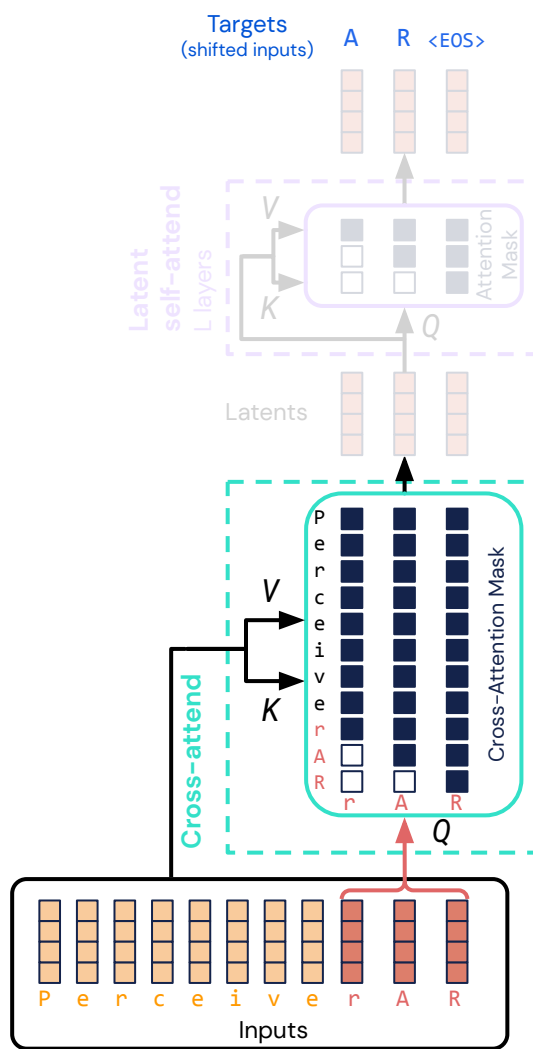 Targets
(shifted inputs)
A R <EOS>
Latent
self-attend
L layers
V
K
Q
Attention
Mask
Latents
Cross-attend
V
K
P
e
r
c
e
i
v
e
r
A
R
r A R
Cross-Attention Mask
Q
P e r c e i v e r A R
Inputs